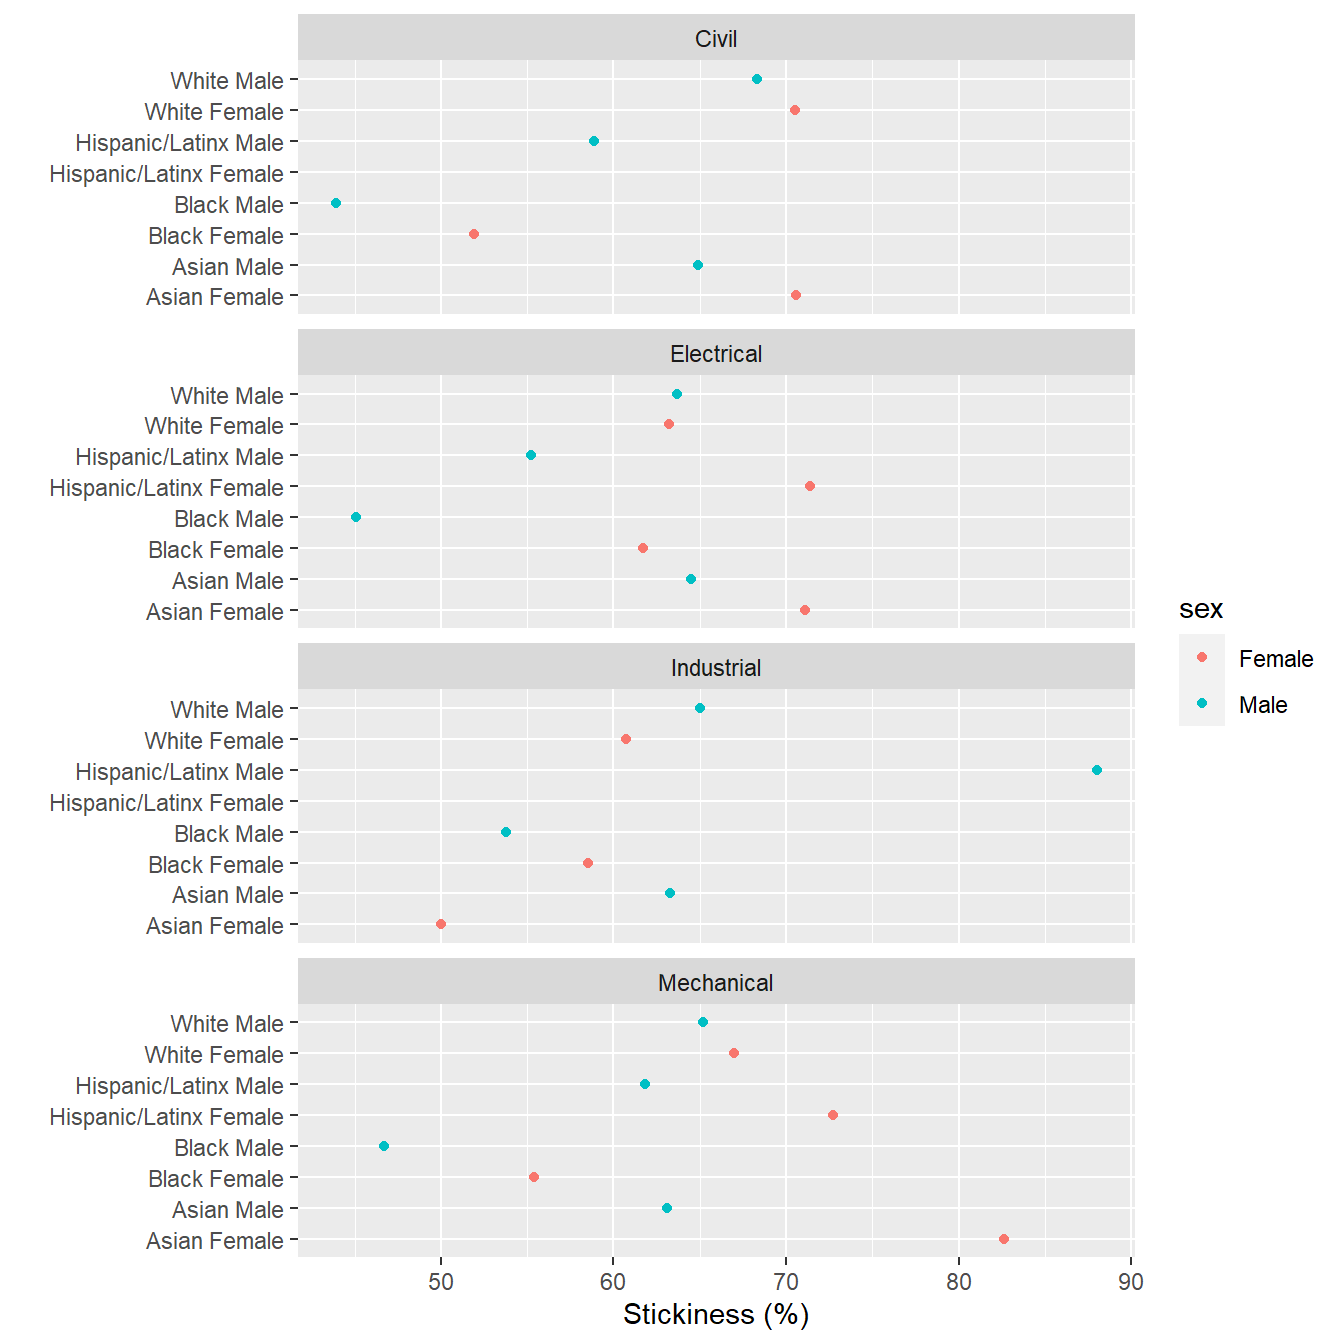 Civil
White Male
White Female
Hispanic/Latinx Male
Hispanic/Latinx Female
Black Male
Black Female
Asian Male
Asian Female
Electrical
White Male
White Female
Hispanic/Latinx Male
Hispanic/Latinx Female
Black Male
Black Female
Asian Male
Asian Female
Industrial
White Male
White Female
Hispanic/Latinx Male
Hispanic/Latinx Female
Black Male
Black Female
Asian Male
Asian Female
Mechanical
White Male
White Female
Hispanic/Latinx Male
Hispanic/Latinx Female
Black Male
Black Female
Asian Male
Asian Female
50 60 70 80 90
Stickiness (%)
sex
Female
Male